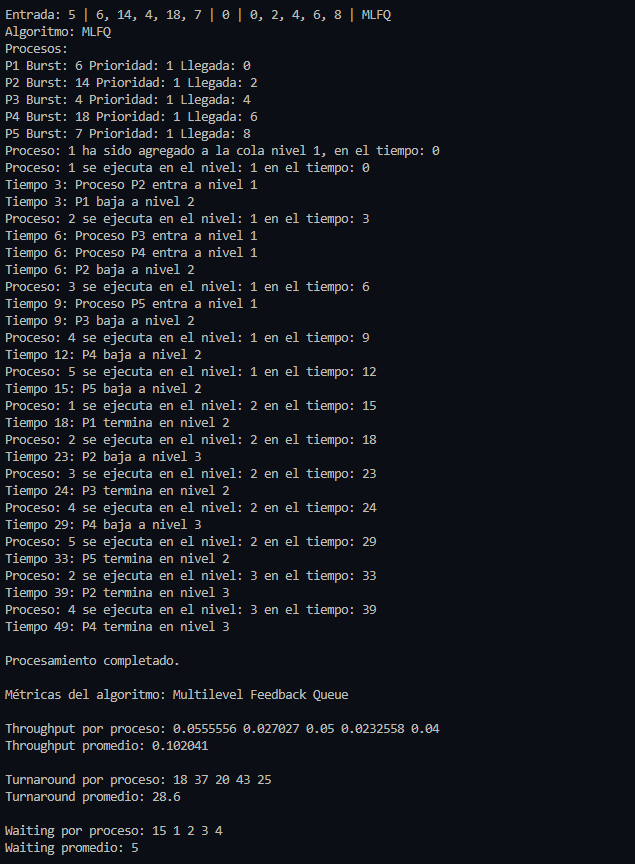 Entrada: 5 | 6, 14, 4, 18, 7 | 0 | 0, 2, 4, 6, 8 | MLFQ
Algoritmo: MLFQ
Procesos:
P1 Burst: 6 Prioridad: 1 Llegada: 0
P2 Burst: 14 Prioridad: 1 Llegada: 2
P3 Burst: 4 Prioridad: 1 Llegada: 4
P4 Burst: 18 Prioridad: 1 Llegada: 6
P5 Burst: 7 Prioridad: 1 Llegada: 8
Proceso: 1 ha sido agregado a la cola nivel 1, en el tiempo: 0
Proceso: 1 se ejecuta en el nivel: 1 en el tiempo: 0
Tiempo 3: Proceso P2 entra a nivel 1
Tiempo 3: P1 baja a nivel 2
Proceso: 2 se ejecuta en el nivel: 1 en el tiempo: 3
Tiempo 6: Proceso P3 entra a nivel 1
Tiempo 6: Proceso P4 entra a nivel 1
Tiempo 6: P2 baja a nivel 2
Proceso: 3 se ejecuta en el nivel: 1 en el tiempo: 6
Tiempo 9: Proceso P5 entra a nivel 1
Tiempo 9: P3 baja a nivel 2
Proceso: 4 se ejecuta en el nivel: 1 en el tiempo: 9
Tiempo 12: P4 baja a nivel 2
Proceso: 5 se ejecuta en el nivel: 1 en el tiempo: 12
Tiempo 15: P5 baja a nivel 2
Proceso: 1 se ejecuta en el nivel: 2 en el tiempo: 15
Tiempo 18: P1 termina en nivel 2
Proceso: 2 se ejecuta en el nivel: 2 en el tiempo: 18
Tiempo 23: P2 baja a nivel 3
Proceso: 3 se ejecuta en el nivel: 2 en el tiempo: 23
Tiempo 24: P3 termina en nivel 2
Proceso: 4 se ejecuta en el nivel: 2 en el tiempo: 24
Tiempo 29: P4 baja a nivel 3
Proceso: 5 se ejecuta en el nivel: 2 en el tiempo: 29
Tiempo 33: P5 termina en nivel 2
Proceso: 2 se ejecuta en el nivel: 3 en el tiempo: 33
Tiempo 39: P2 termina en nivel 3
Proceso: 4 se ejecuta en el nivel: 3 en el tiempo: 39
Tiempo 49: P4 termina en nivel 3
Procesamiento completado.
Métricas del algoritmo: Multilevel Feedback Queue
Throughput por proceso: 0.0555556 0.027027 0.05 0.0232558 0.04
Throughput promedio: 0.102041
Turnaround por proceso: 18 37 20 43 25
Turnaround promedio: 28.6
Waiting por proceso: 15 1 2 3 4
Waiting promedio: 5